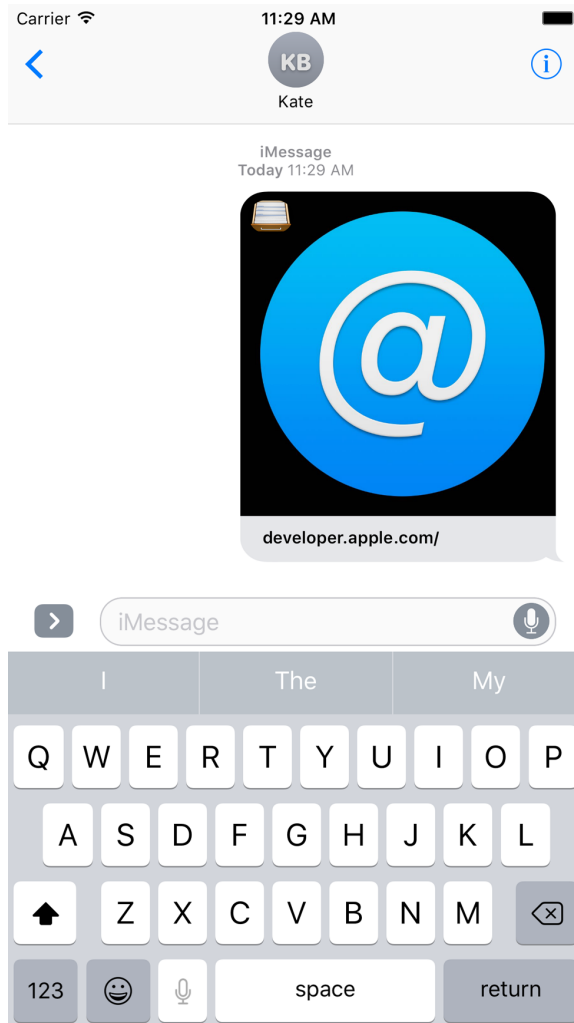 Carrier 11:29 AM
KB
i
Kate
iMessage
Today 11:29 AM
@
developer.apple.com/
iMessage
I The My
Q W E R T Y U I O P
A S D F G H J K L
Z X C V B N M
123 space return